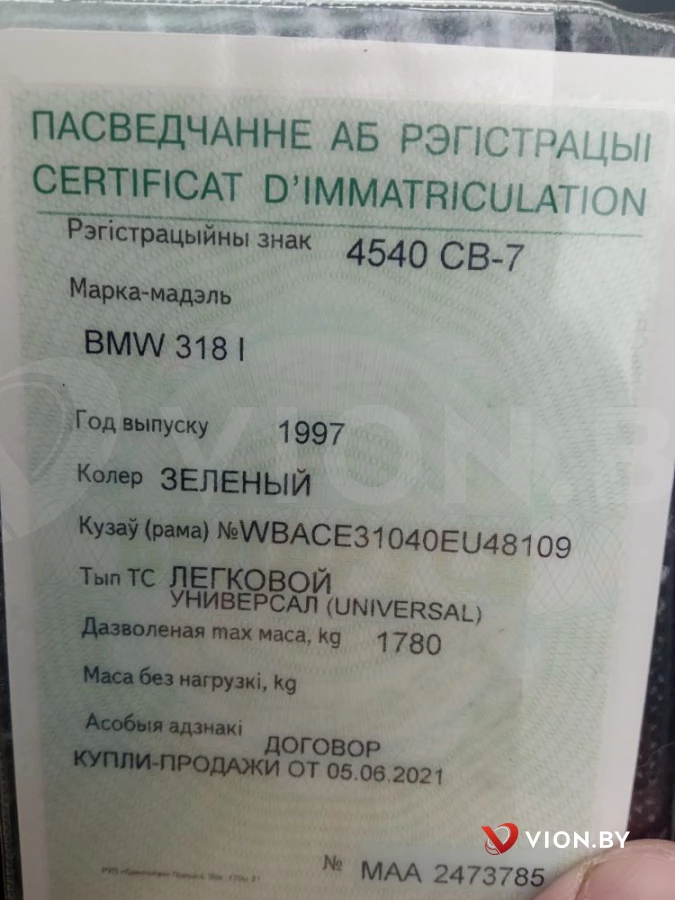 ПАСВЕДЧАННЕ АБ РЭГІСТРАЦЫІ
CERTIFICAT D'IMMATRICULATION
Рэгістрацыйны знак 4540 СВ-7
Марка-мадэль
BMW 318 I
Год выпуску 1997
Колер ЗЕЛЕНЫЙ
Кузаў (рама) №WBACE31040EU48109
Тып ТС ЛЕГКОВОЙ
УНИВЕРСАЛ (UNIVERSAL)
Дазволеная max маса, kg 1780
Маса без нагрузкі, kg
Асобыя адзнакі ДОГОВОР
КУПЛИ-ПРОДАЖИ ОТ 05.06.2021
№ МАА 2473785
VION.BY
VION.BY